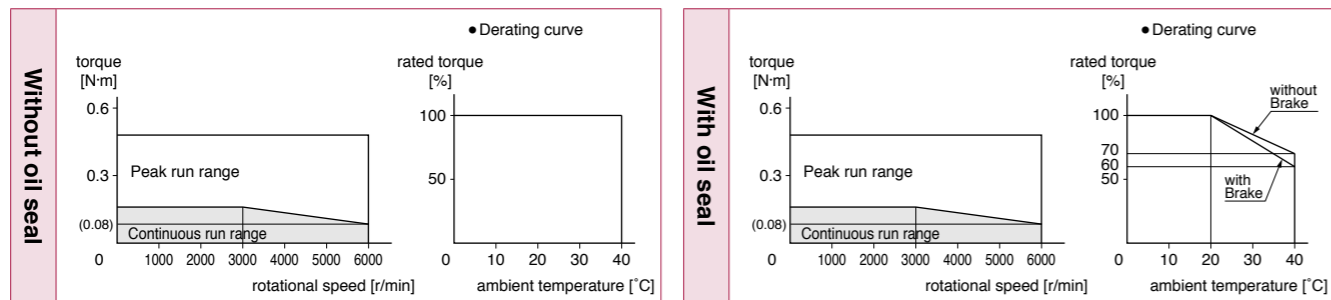 Without oil seal
● Derating curve
torque
[N·m]
0.6
0.3
(0.08)
0
Peak run range
Continuous run range
1000 2000 3000 4000 5000 6000
rotational speed [r/min]
rated torque
[%]
100
50
0 10 20 30 40
ambient temperature [˚C]
With oil seal
● Derating curve
torque
[N·m]
0.6
0.3
(0.08)
0
Peak run range
Continuous run range
1000 2000 3000 4000 5000 6000
rotational speed [r/min]
rated torque
[%]
without
Brake
100
70
60
50
with
Brake
0 10 20 30 40
ambient temperature [˚C]